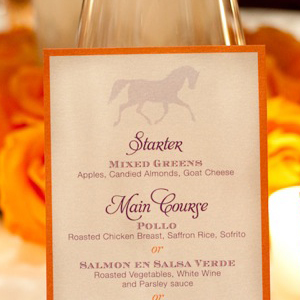 Starter
MIXED GREENS
Apples, Candied Almonds, Goat Cheese
Main Course
POLLO
Roasted Chicken Breast, Saffron Rice, Sofrito
or
SALMON EN SALSA VERDE
Roasted Vegetables, White Wine
and Parsley sauce
or